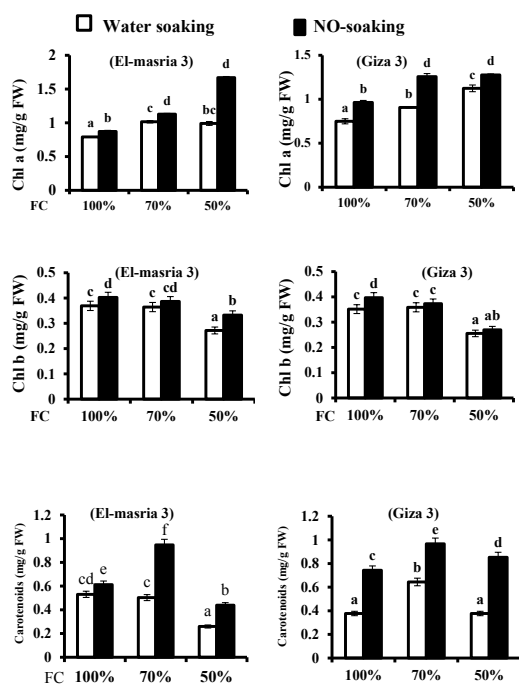 Water soaking NO-soaking
(El-masria 3)
Chl a (mg/g FW)
2
1.5
1
0.5
0
a b c d bc d
FC 100% 70% 50%
(Giza 3)
Chl a (mg/g FW)
1.5
1
0.5
0
a b b d c d
100% 70% 50%
(El-masria 3)
Chl b (mg/g FW)
0.5
0.4
0.3
0.2
0.1
0
c d c cd a b
FC 100% 70% 50%
(Giza 3)
Chl b (mg/g FW)
0.5
0.4
0.3
0.2
0.1
0
c d c c a ab
100% 70% 50%
(El-masria 3)
Carotenoids (mg/g FW)
1.2
1
0.8
0.6
0.4
0.2
0
cd e c f a b
FC 100% 70% 50%
(Giza 3)
Carotenoids (mg/g FW)
1.2
1
0.8
0.6
0.4
0.2
0
a c b e a d
100% 70% 50%